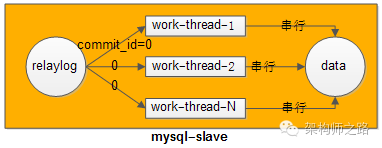 work-thread-1
串行
commit_id=0
relaylog
0
work-thread-2
串行
data
0
work-thread-N
串行
mysql-slave
架构师之路